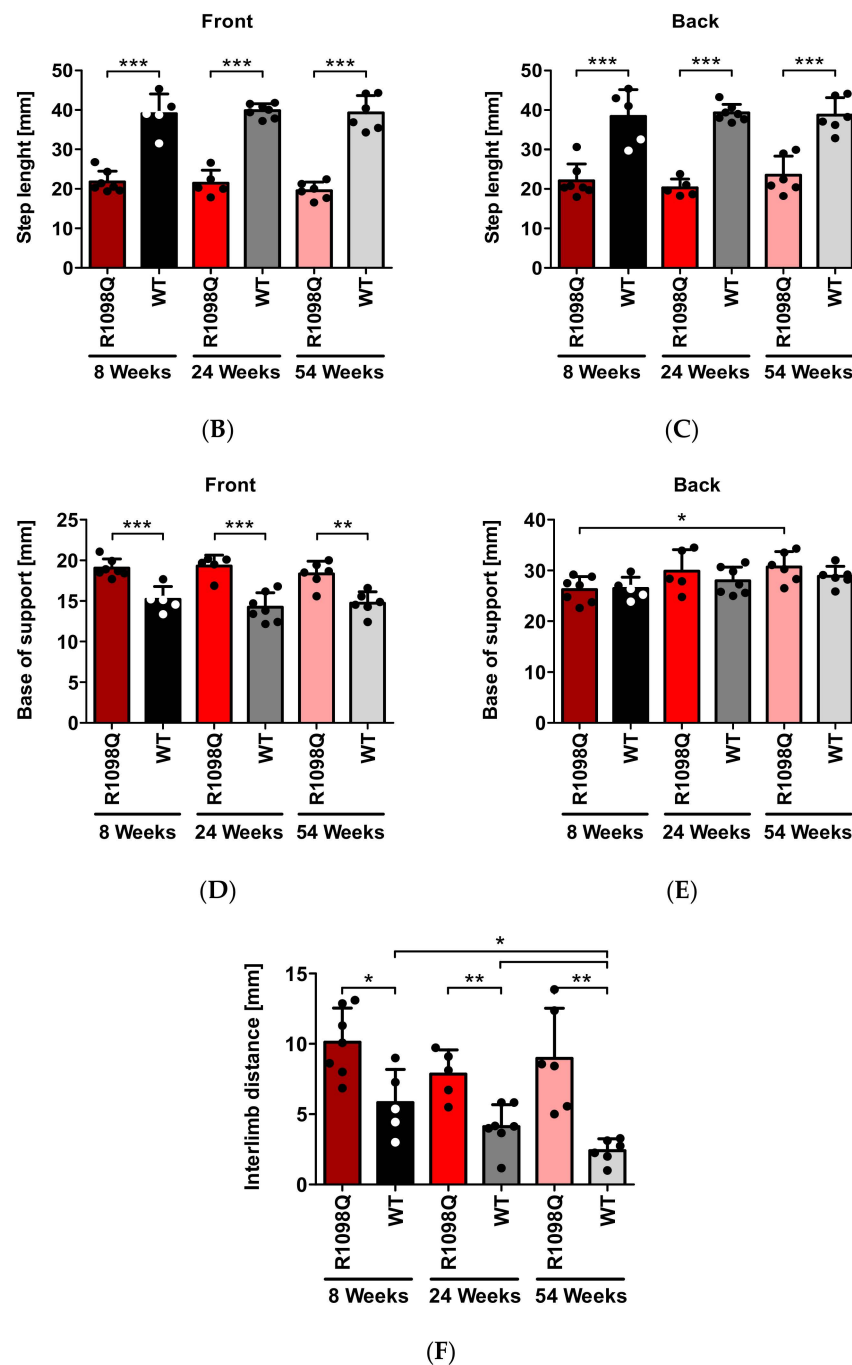 Front
Back
*** *** ***
*** *** ***
Step lenght [mm]
50
40
30
20
10
0
Step lenght [mm]
50
40
30
20
10
0
R1098Q WT R1098Q WT R1098Q WT
R1098Q WT R1098Q WT R1098Q WT
8 Weeks 24 Weeks 54 Weeks
8 Weeks 24 Weeks 54 Weeks
(B)
(C)
Front
Back
*** *** **
*
Base of support [mm]
25
20
15
10
5
0
Base of support [mm]
40
30
20
10
0
R1098Q WT R1098Q WT R1098Q WT
R1098Q WT R1098Q WT R1098Q WT
8 Weeks 24 Weeks 54 Weeks
8 Weeks 24 Weeks 54 Weeks
(D)
(E)
*
* ** **
Interlimb distance [mm]
15
10
5
0
R1098Q WT R1098Q WT R1098Q WT
8 Weeks 24 Weeks 54 Weeks
(F)